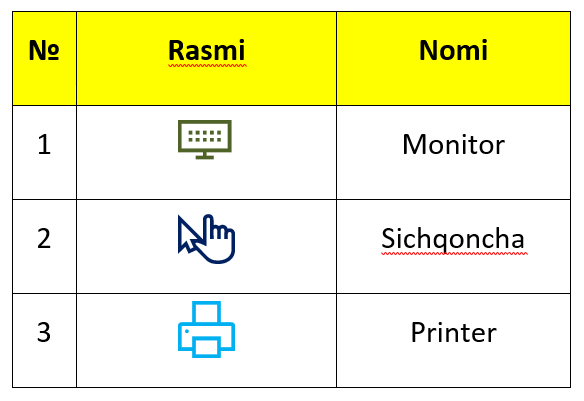 № Rasmi Nomi
1 Monitor
2 Sichqoncha
3 Printer